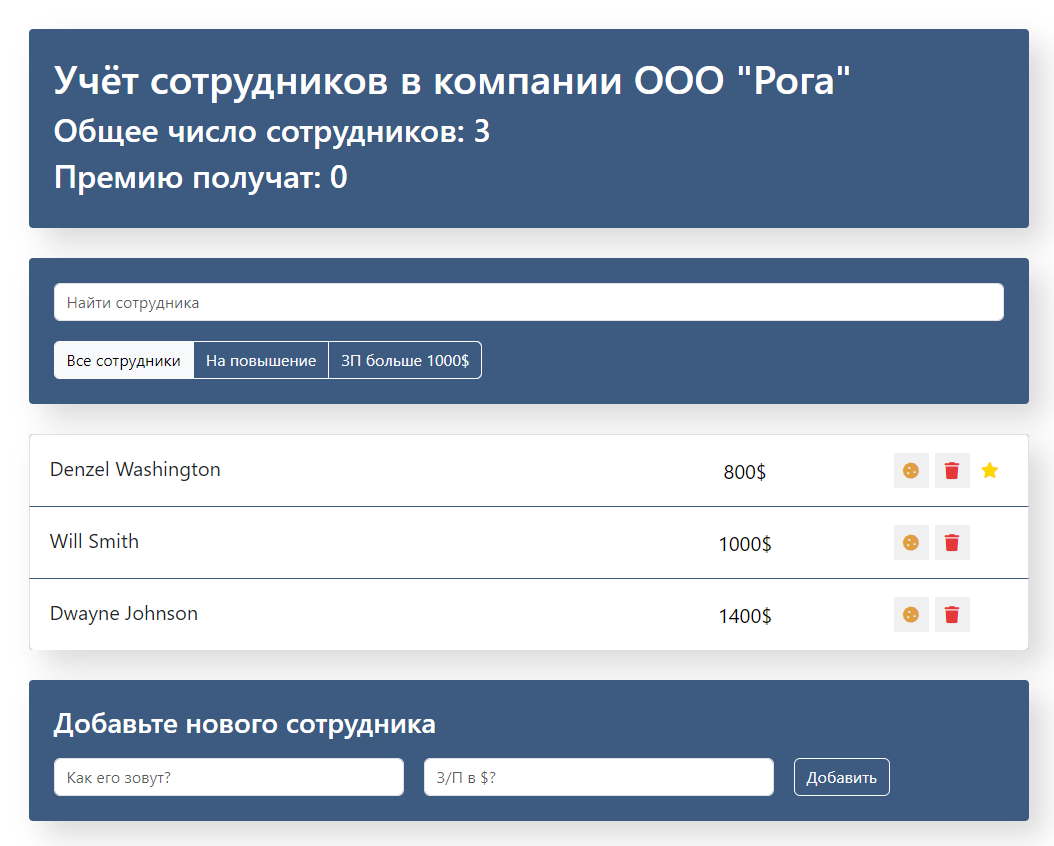 Учёт сотрудников в компании ООО "Рога"
Общее число сотрудников: 3
Премию получат: 0
Найти сотрудника
Все сотрудники На повышение ЗП больше 1000$
Denzel Washington 800$
Will Smith 1000$
Dwayne Johnson 1400$
Добавьте нового сотрудника
Как его зовут? З/П в $? Добавить